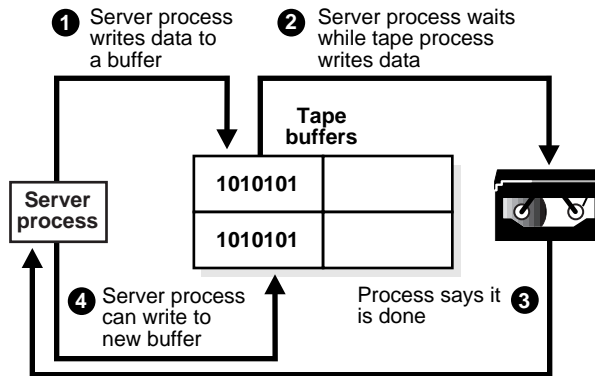 1 Server process
writes data to
a buffer
2 Server process waits
while tape process
writes data
Tape
buffers
1010101
Server
process
1010101
4 Server process
can write to
new buffer
Process says it 3
is done